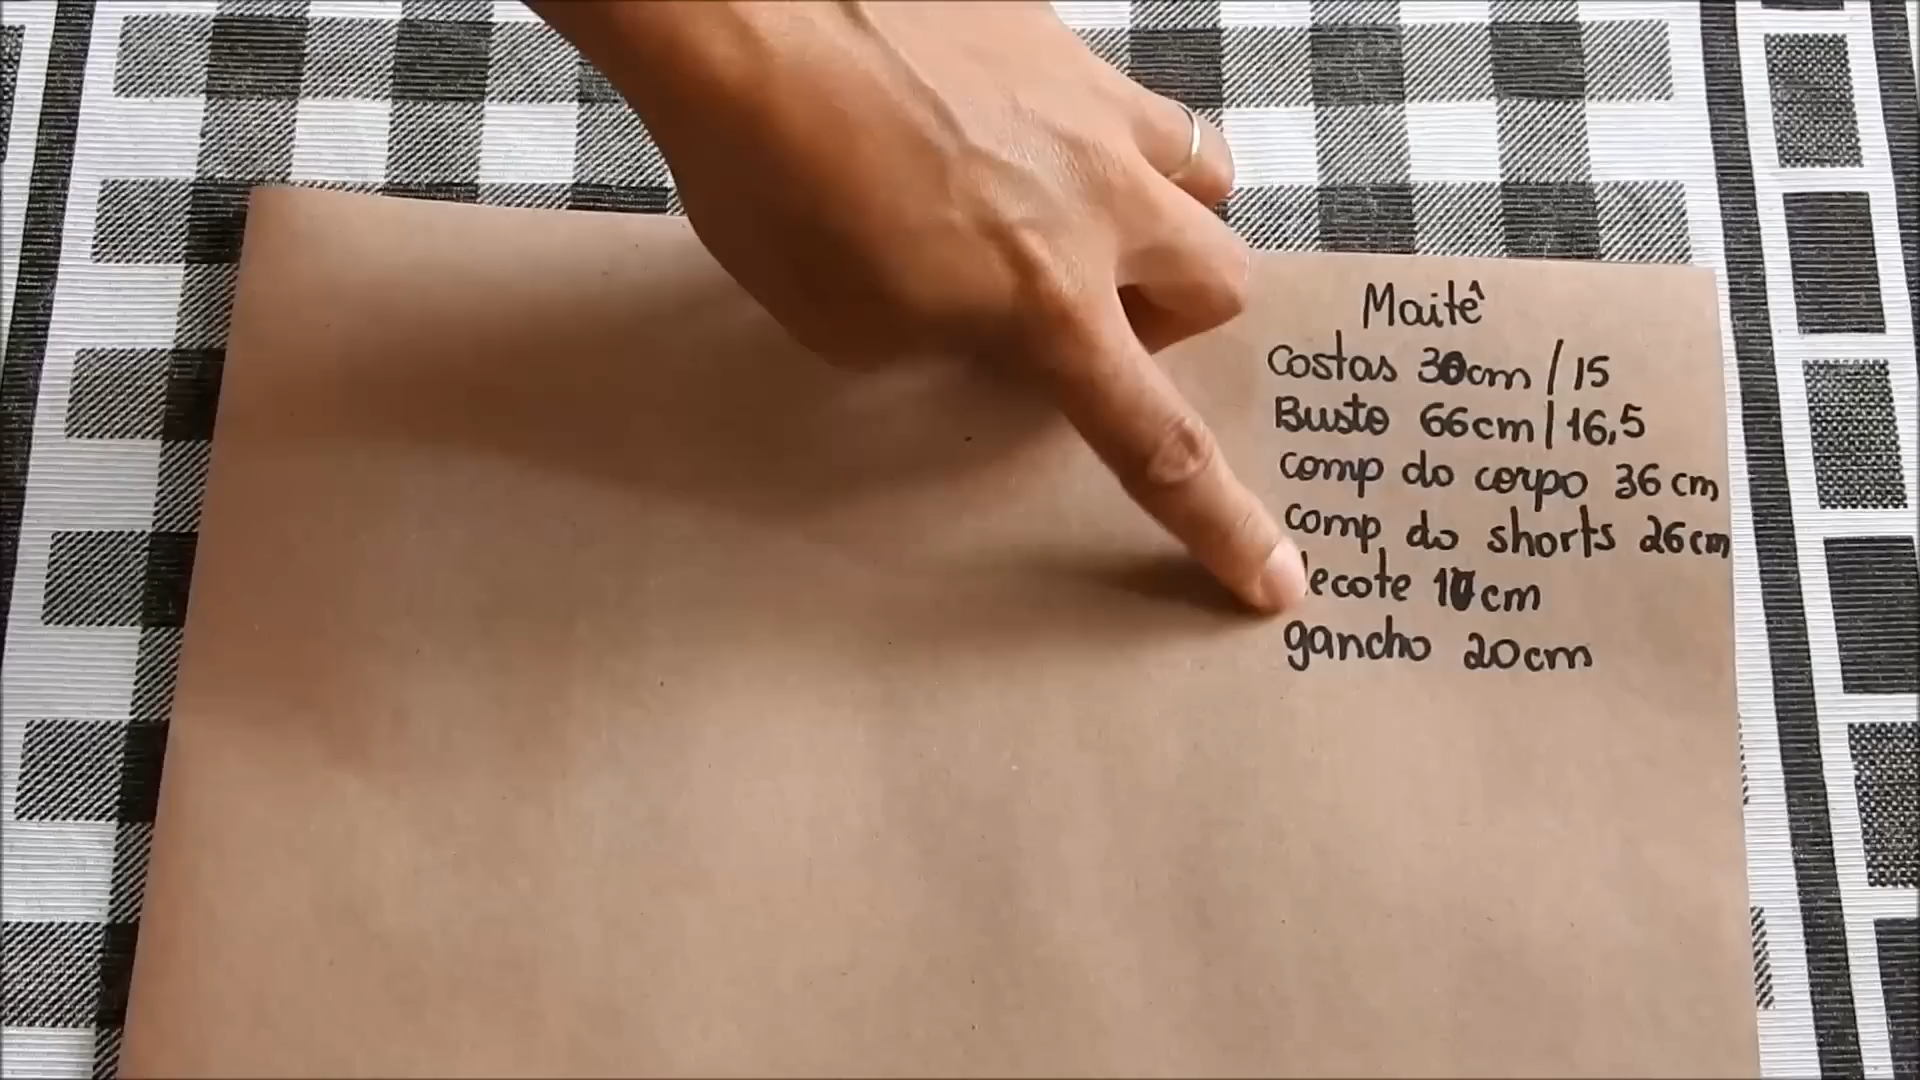 Maitê
costas 30cm / 15
Busto 66cm | 16,5
comp do corpo 36 cm
comp do shorts 26cm
decote 10cm
gancho 20cm